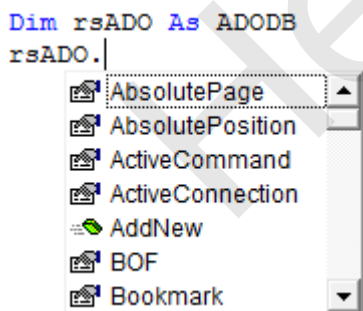 Dim rsADO As ADODB
rsADO.
AbsolutePage
AbsolutePosition
ActiveCommand
ActiveConnection
AddNew
BOF
Bookmark